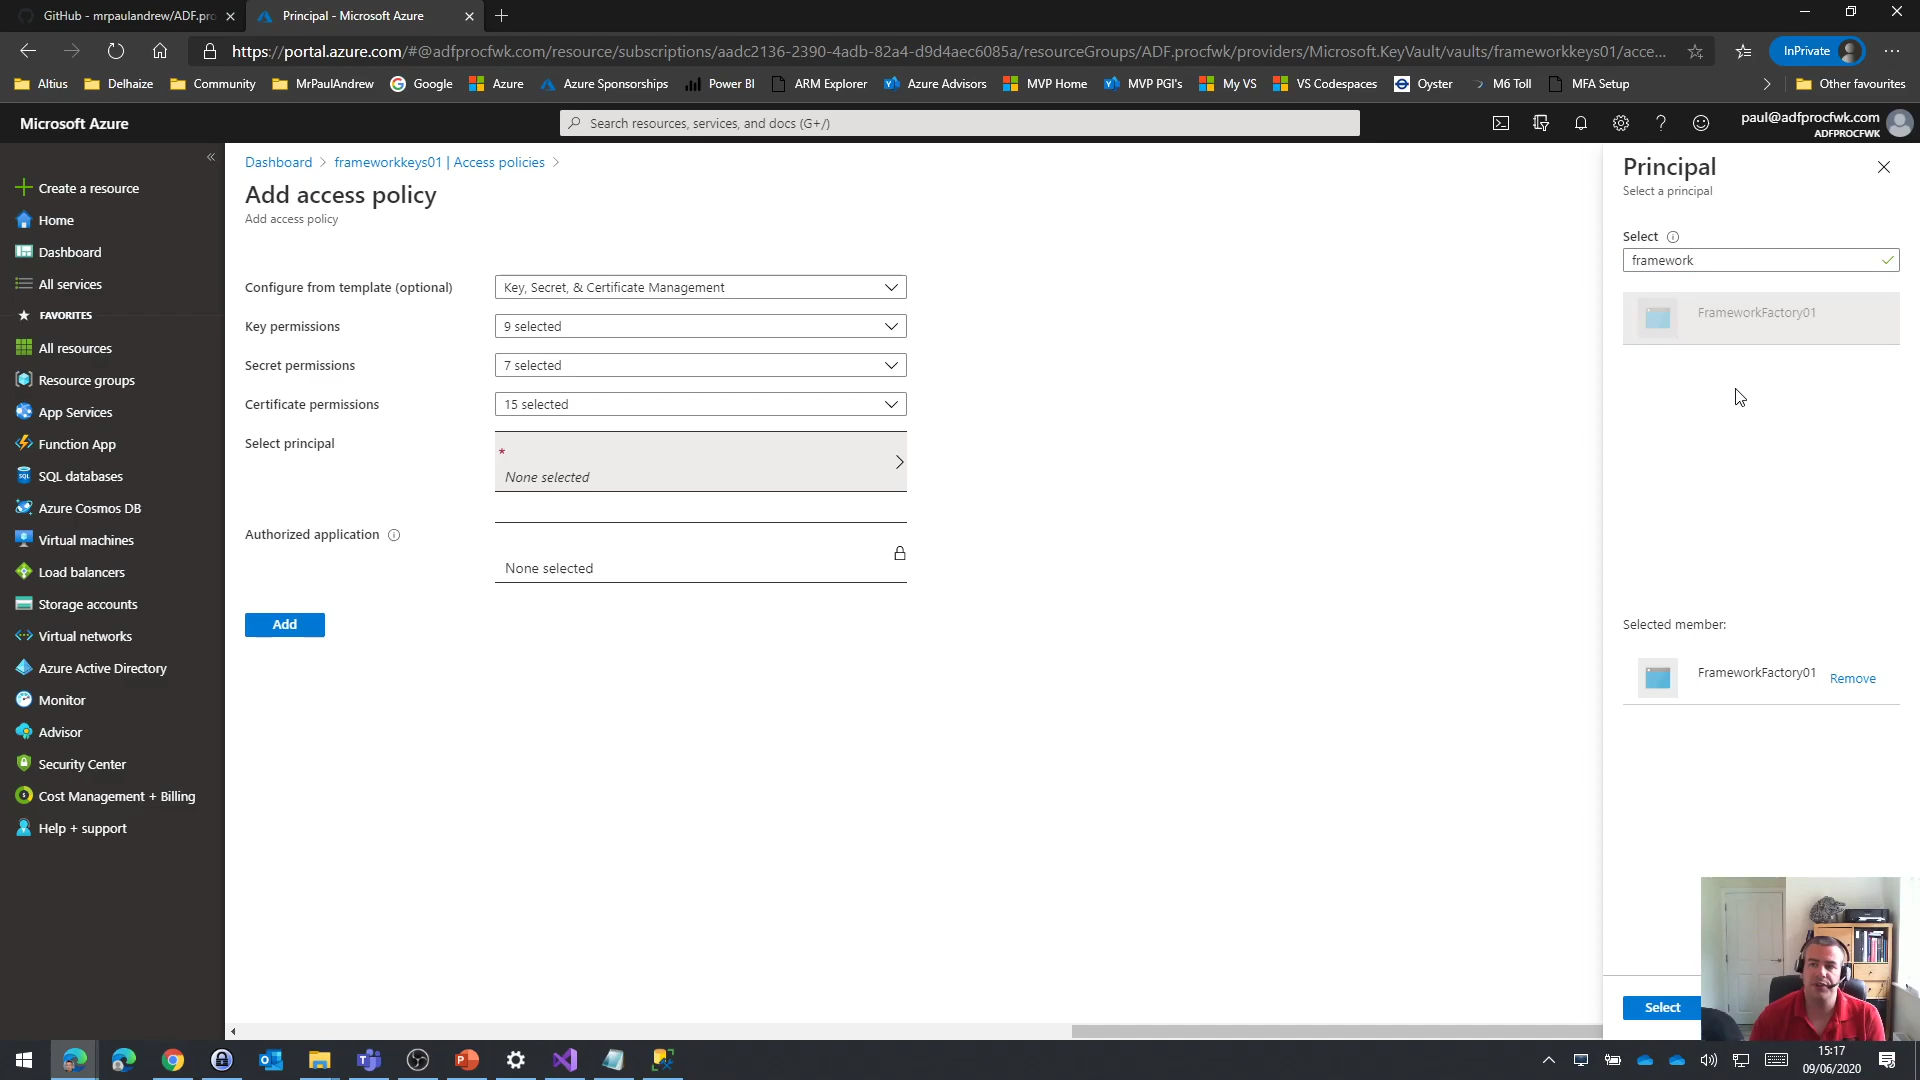 GitHub - mrpaulandrew/ADF.pro
Principal - Microsoft Azure
https://portal.azure.com/#@adfprocfwk.com/resource/subscriptions/aadc2136-2390-4adb-82a4-d9d4aec6085a/resourceGroups/ADF.procfwk/providers/Microsoft.KeyVault/vaults/frameworkkeys01/acce...
InPrivate
Altius
Delhaize
Community
MrPaulAndrew
Google
Azure
Azure Sponsorships
Power BI
ARM Explorer
Azure Advisors
MVP Home
MVP PGI's
My VS
VS Codespaces
Oyster
M6 Toll
MFA Setup
Other favourites
Microsoft Azure
Search resources, services, and docs (G+/)
paul@adfprocfwk.com
ADFPROCFWK
Create a resource
Home
Dashboard
All services
FAVORITES
All resources
Resource groups
App Services
Function App
SQL databases
Azure Cosmos DB
Virtual machines
Load balancers
Storage accounts
Virtual networks
Azure Active Directory
Monitor
Advisor
Security Center
Cost Management + Billing
Help + support
Dashboard > frameworkkeys01 | Access policies >
Add access policy
Add access policy
Configure from template (optional)
Key, Secret, & Certificate Management
Key permissions
9 selected
Secret permissions
7 selected
Certificate permissions
15 selected
Select principal
*
None selected
Authorized application
None selected
Add
Principal
Select a principal
Select
framework
FrameworkFactory01
Selected member:
FrameworkFactory01
Remove
Select
15:17
09/06/2020